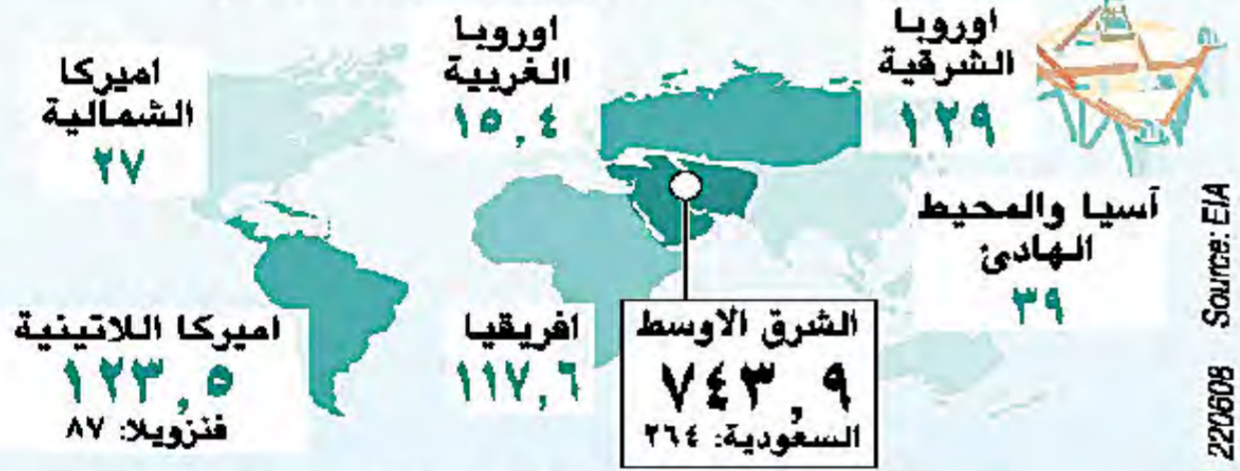 اوروبا
الشرقية
١٢٩
اوروبا
الغربية
١٥,٤
اميركا
الشمالية
٢٧
آسيا والمحيط
الهادئ
٣٩
الشرق الاوسط
٧٤٣,٩
السعودية: ٢٦٤
افريقيا
١١٧,٦
اميركا اللاتينية
١٢٣,٥
فنزويلا: ٨٧
220608 Source: EIA